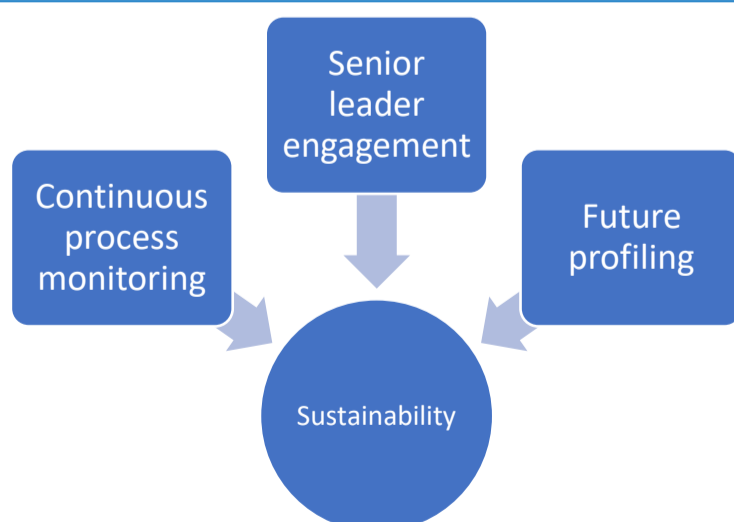 Senior
leader
engagement
Continuous
process
monitoring
Future
profiling
Sustainability